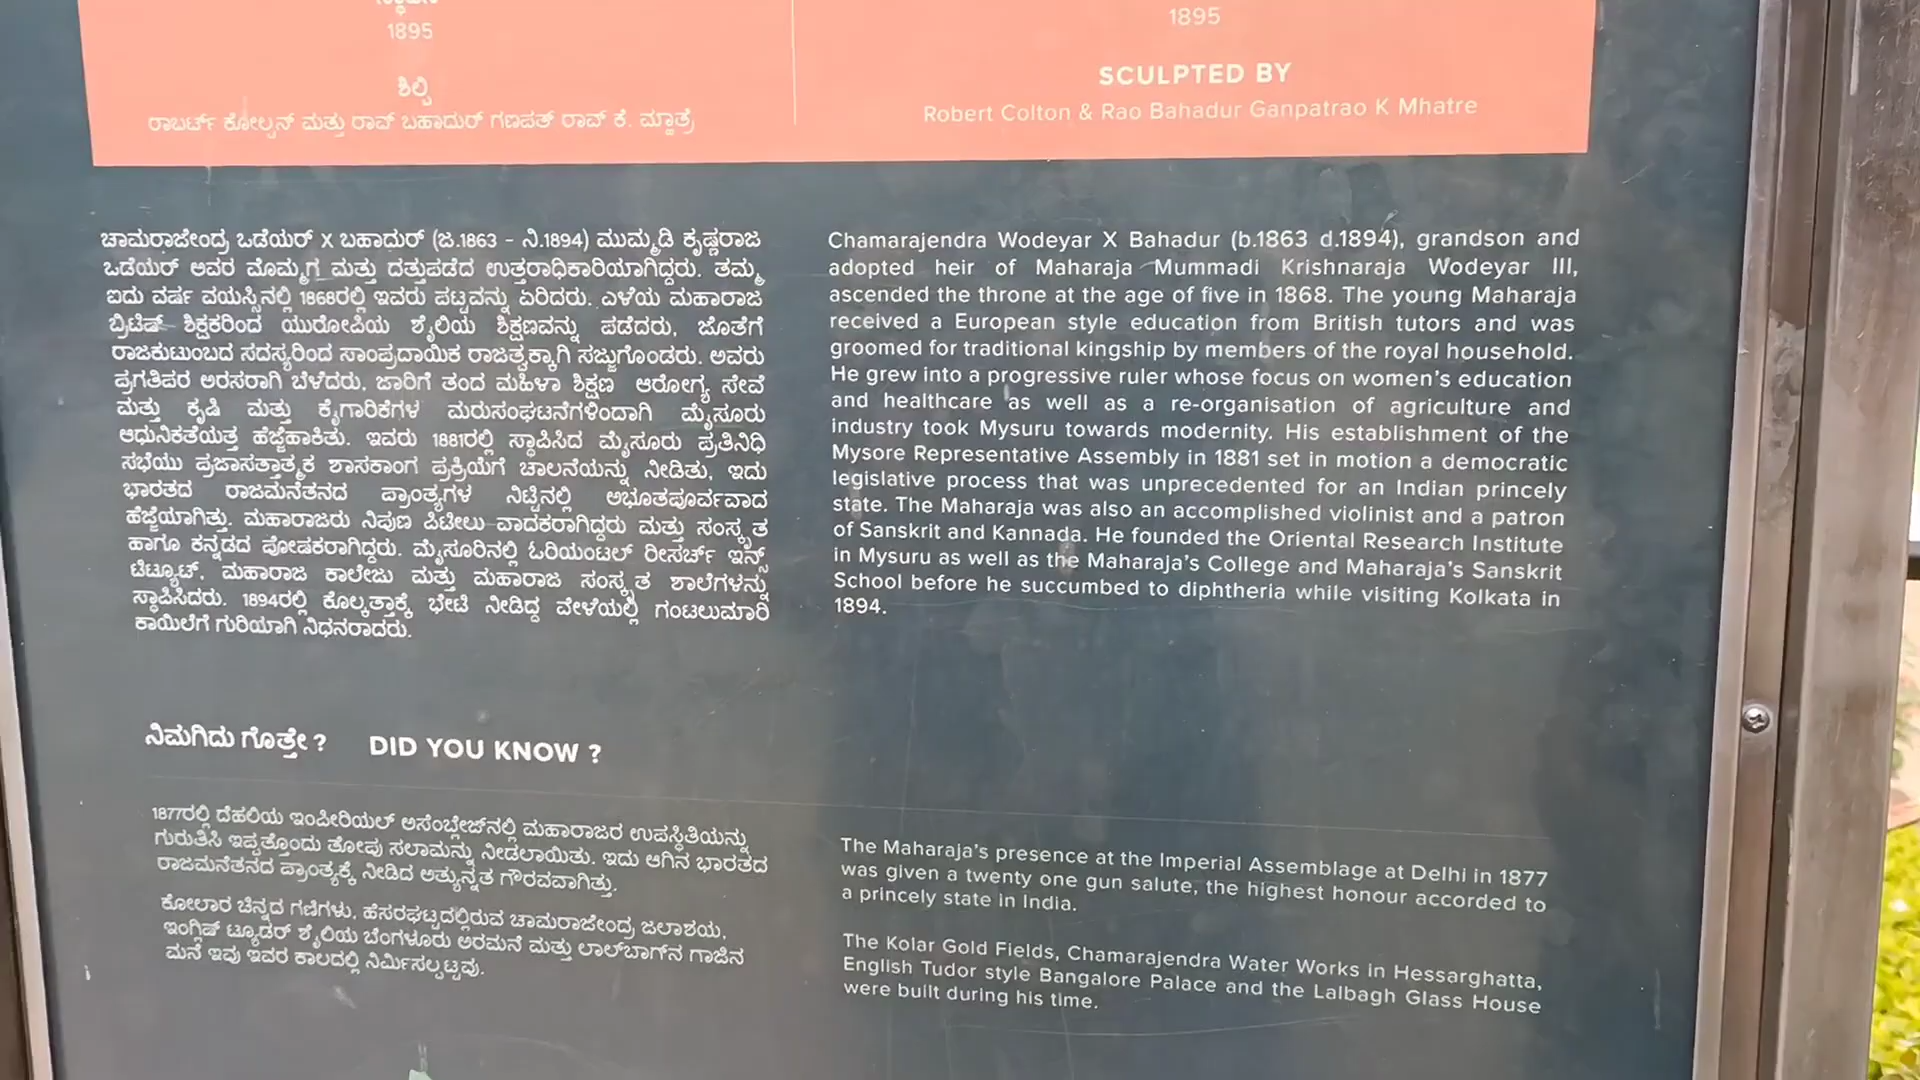 1895
ಶಿಲ್ಪಿ
ರಾಬರ್ಟ್ ಕೋಲ್ಟನ್ ಮತ್ತು ರಾವ್ ಬಹಾದುರ್ ಗಣಪತ್ ರಾವ್ ಕೆ. ಮ್ಹಾತ್ರೆ
1895
SCULPTED BY
Robert Colton & Rao Bahadur Ganpatrao K Mhatre
ಚಾಮರಾಜೇಂದ್ರ ಒಡೆಯರ್ X ಬಹಾದುರ್ (ಜ.1863 - ನಿ.1894) ಮುಮ್ಮಡಿ ಕೃಷ್ಣರಾಜ
ಒಡೆಯರ್ ಅವರ ಮೊಮ್ಮಗ ಮತ್ತು ದತ್ತುಪಡೆದ ಉತ್ತರಾಧಿಕಾರಿಯಾಗಿದ್ದರು. ತಮ್ಮ
ಐದು ವರ್ಷ ವಯಸ್ಸಿನಲ್ಲಿ 1868ರಲ್ಲಿ ಇವರು ಪಟ್ಟವನ್ನು ಏರಿದರು. ಎಳೆಯ ಮಹಾರಾಜ
ಬ್ರಿಟಿಷ್ ಶಿಕ್ಷಕರಿಂದ ಯುರೋಪಿಯ ಶೈಲಿಯ ಶಿಕ್ಷಣವನ್ನು ಪಡೆದರು, ಜೊತೆಗೆ
ರಾಜಕುಟುಂಬದ ಸದಸ್ಯರಿಂದ ಸಾಂಪ್ರದಾಯಿಕ ರಾಜತ್ವಕ್ಕಾಗಿ ಸಜ್ಜುಗೊಂಡರು. ಅವರು
ಪ್ರಗತಿಪರ ಅರಸರಾಗಿ ಬೆಳೆದರು, ಜಾರಿಗೆ ತಂದ ಮಹಿಳಾ ಶಿಕ್ಷಣ ಆರೋಗ್ಯ ಸೇವೆ
ಮತ್ತು ಕೃಷಿ ಮತ್ತು ಕೈಗಾರಿಕೆಗಳ ಮರುಸಂಘಟನೆಗಳಿಂದಾಗಿ ಮೈಸೂರು
ಆಧುನಿಕತೆಯತ್ತ ಹೆಜ್ಜೆಹಾಕಿತು. ಇವರು 1881ರಲ್ಲಿ ಸ್ಥಾಪಿಸಿದ ಮೈಸೂರು ಪ್ರತಿನಿಧಿ
ಸಭೆಯು ಪ್ರಜಾಸತ್ತಾತ್ಮಕ ಶಾಸಕಾಂಗ ಪ್ರಕ್ರಿಯೆಗೆ ಚಾಲನೆಯನ್ನು ನೀಡಿತು, ಇದು
ಭಾರತದ ರಾಜಮನೆತನದ ಪ್ರಾಂತ್ಯಗಳ ನಿಟ್ಟಿನಲ್ಲಿ ಅಭೂತಪೂರ್ವವಾದ
ಹೆಜ್ಜೆಯಾಗಿತ್ತು. ಮಹಾರಾಜರು ನಿಪುಣ ಪಿಟೀಲು ವಾದಕರಾಗಿದ್ದರು ಮತ್ತು ಸಂಸ್ಕೃತ
ಹಾಗೂ ಕನ್ನಡದ ಪೋಷಕರಾಗಿದ್ದರು. ಮೈಸೂರಿನಲ್ಲಿ ಓರಿಯಂಟಲ್ ರೀಸರ್ಚ್ ಇನ್ಸ್
ಟಿಟ್ಯೂಟ್, ಮಹಾರಾಜ ಕಾಲೇಜು ಮತ್ತು ಮಹಾರಾಜ ಸಂಸ್ಕೃತ ಶಾಲೆಗಳನ್ನು
ಸ್ಥಾಪಿಸಿದರು. 1894ರಲ್ಲಿ ಕೊಲ್ಕತ್ತಾಕ್ಕೆ ಭೇಟಿ ನೀಡಿದ್ದ ವೇಳೆಯಲ್ಲಿ ಗಂಟಲುಮಾರಿ
ಕಾಯಿಲೆಗೆ ಗುರಿಯಾಗಿ ನಿಧನರಾದರು.
Chamarajendra Wodeyar X Bahadur (b.1863 d.1894), grandson and
adopted heir of Maharaja Mummadi Krishnaraja Wodeyar III,
ascended the throne at the age of five in 1868. The young Maharaja
received a European style education from British tutors and was
groomed for traditional kingship by members of the royal household.
He grew into a progressive ruler whose focus on women's education
and healthcare as well as a re-organisation of agriculture and
industry took Mysuru towards modernity. His establishment of the
Mysore Representative Assembly in 1881 set in motion a democratic
legislative process that was unprecedented for an Indian princely
state. The Maharaja was also an accomplished violinist and a patron
of Sanskrit and Kannada. He founded the Oriental Research Institute
in Mysuru as well as the Maharaja's College and Maharaja's Sanskrit
School before he succumbed to diphtheria while visiting Kolkata in
1894.
ನಿಮಗಿದು ಗೊತ್ತೇ ? DID YOU KNOW ?
1877ರಲ್ಲಿ ದೆಹಲಿಯ ಇಂಪೀರಿಯಲ್ ಅಸೆಂಬ್ಲೇಜ್‌ನಲ್ಲಿ ಮಹಾರಾಜರ ಉಪಸ್ಥಿತಿಯನ್ನು
ಗುರುತಿಸಿ ಇಪ್ಪತ್ತೊಂದು ತೋಪು ಸಲಾಮನ್ನು ನೀಡಲಾಯಿತು. ಇದು ಆಗಿನ ಭಾರತದ
ರಾಜಮನೆತನದ ಪ್ರಾಂತ್ಯಕ್ಕೆ ನೀಡಿದ ಅತ್ಯುನ್ನತ ಗೌರವವಾಗಿತ್ತು.
ಕೋಲಾರ ಚಿನ್ನದ ಗಣಿಗಳು, ಹೆಸರಘಟ್ಟದಲ್ಲಿರುವ ಚಾಮರಾಜೇಂದ್ರ ಜಲಾಶಯ,
ಇಂಗ್ಲಿಷ್ ಟ್ಯೂಡರ್ ಶೈಲಿಯ ಬೆಂಗಳೂರು ಅರಮನೆ ಮತ್ತು ಲಾಲ್‌ಬಾಗ್‌ನ ಗಾಜಿನ
ಮನೆ ಇವು ಇವರ ಕಾಲದಲ್ಲಿ ನಿರ್ಮಿಸಲ್ಪಟ್ಟವು.
The Maharaja's presence at the Imperial Assemblage at Delhi in 1877
was given a twenty one gun salute, the highest honour accorded to
a princely state in India.
The Kolar Gold Fields, Chamarajendra Water Works in Hessarghatta,
English Tudor style Bangalore Palace and the Lalbagh Glass House
were built during his time.